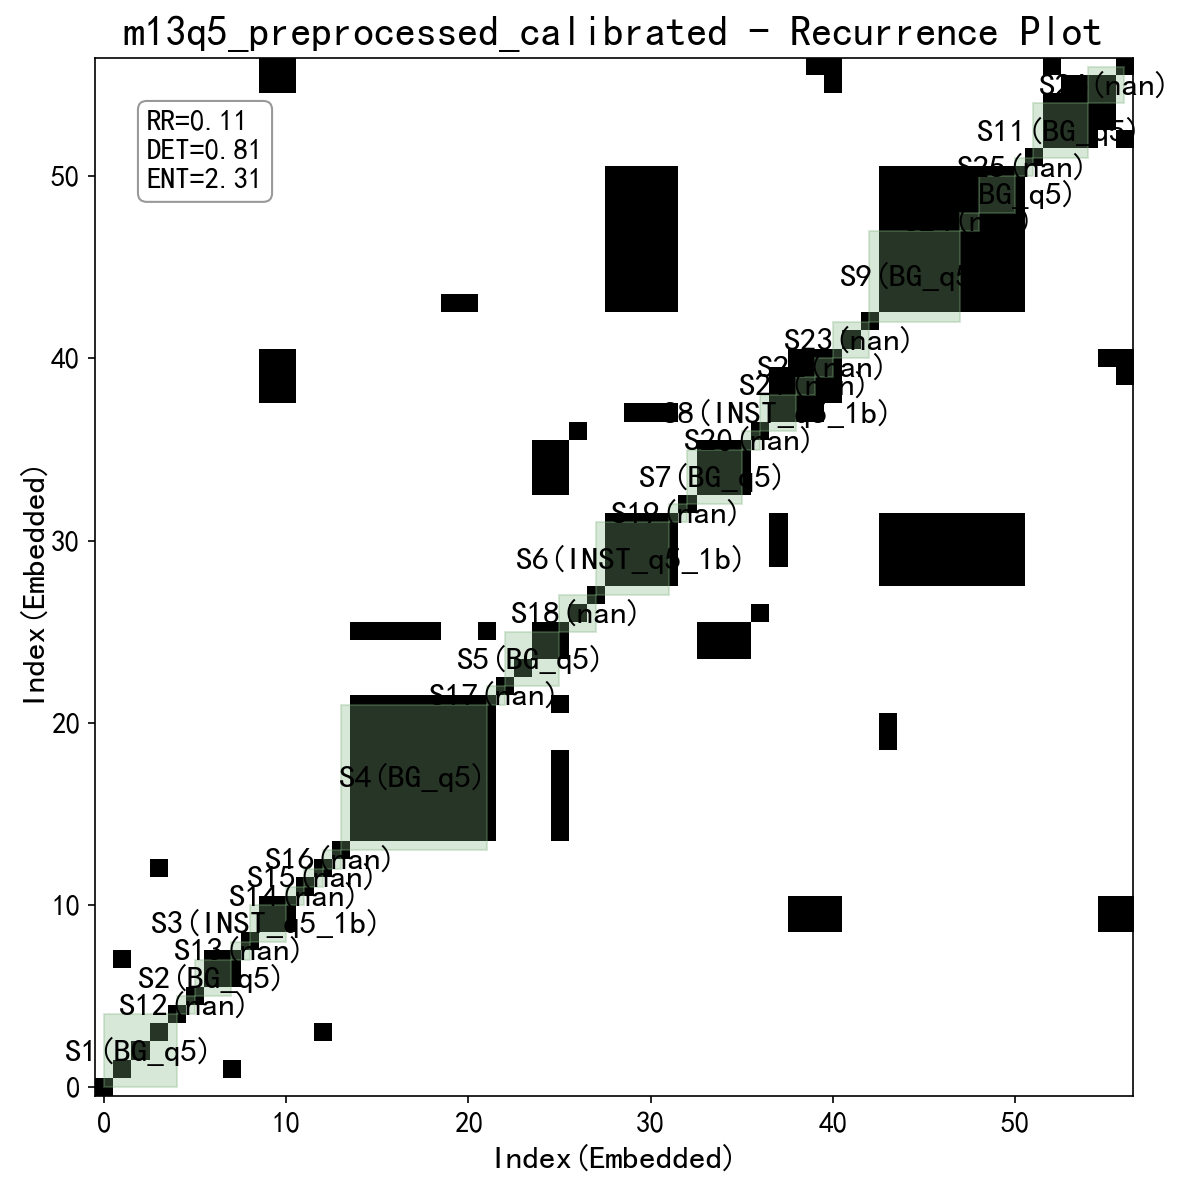 m13q5_preprocessed_calibrated - Recurrence Plot
RR=0.11
DET=0.81
ENT=2.31
(nan)
S11(BG_q5)
S25(nan)
BG_q5)
S9(BG_q5
S23(nan)
(nan)
S8(INST_q5_1b)
S20(nan)
S7(BG_q5)
S19(nan)
S6(INST_q5_1b)
S18(nan)
S5(BG_q5)
S17(nan)
S4(BG_q5)
S16(nan)
S15(nan)
S14(nan)
S3(INST_q5_1b)
S13(nan)
S2(BG_q5)
S12(nan)
S1(BG_q5)
50
40
30
20
10
0
0 10 20 30 40 50
Index(Embedded)
Index(Embedded)